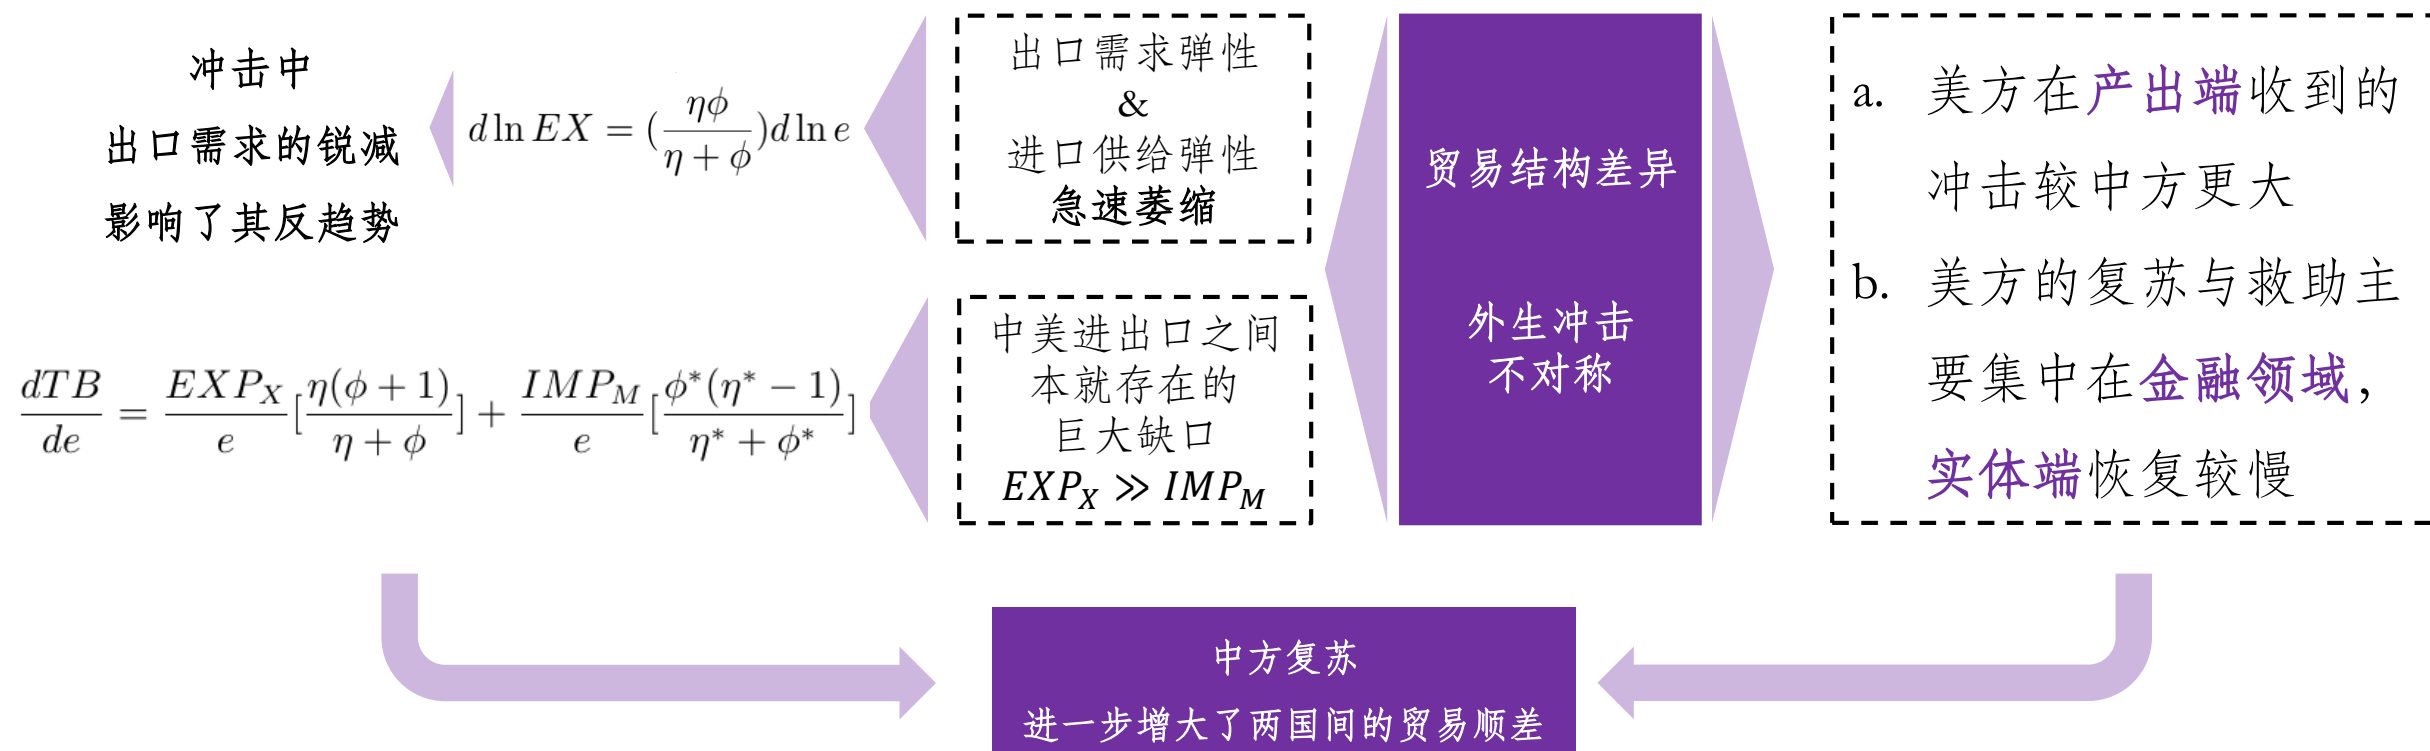 冲击中
出口需求的锐减
影响了其反趋势
d ln EX = (ηφ/(η + φ)) d ln e
出口需求弹性
&
进口供给弹性
急速萎缩
dTB/de = EXP_X/e [η(φ + 1)/(η + φ)] + IMP_M/e [φ*(η* − 1)/(η* + φ*)]
中美进出口之间
本就存在的
巨大缺口
EXP_X ≫ IMP_M
贸易结构差异
外生冲击
不对称
a. 美方在产出端收到的
冲击较中方更大
b. 美方的复苏与救助主
要集中在金融领域，
实体端恢复较慢
中方复苏
进一步增大了两国间的贸易顺差